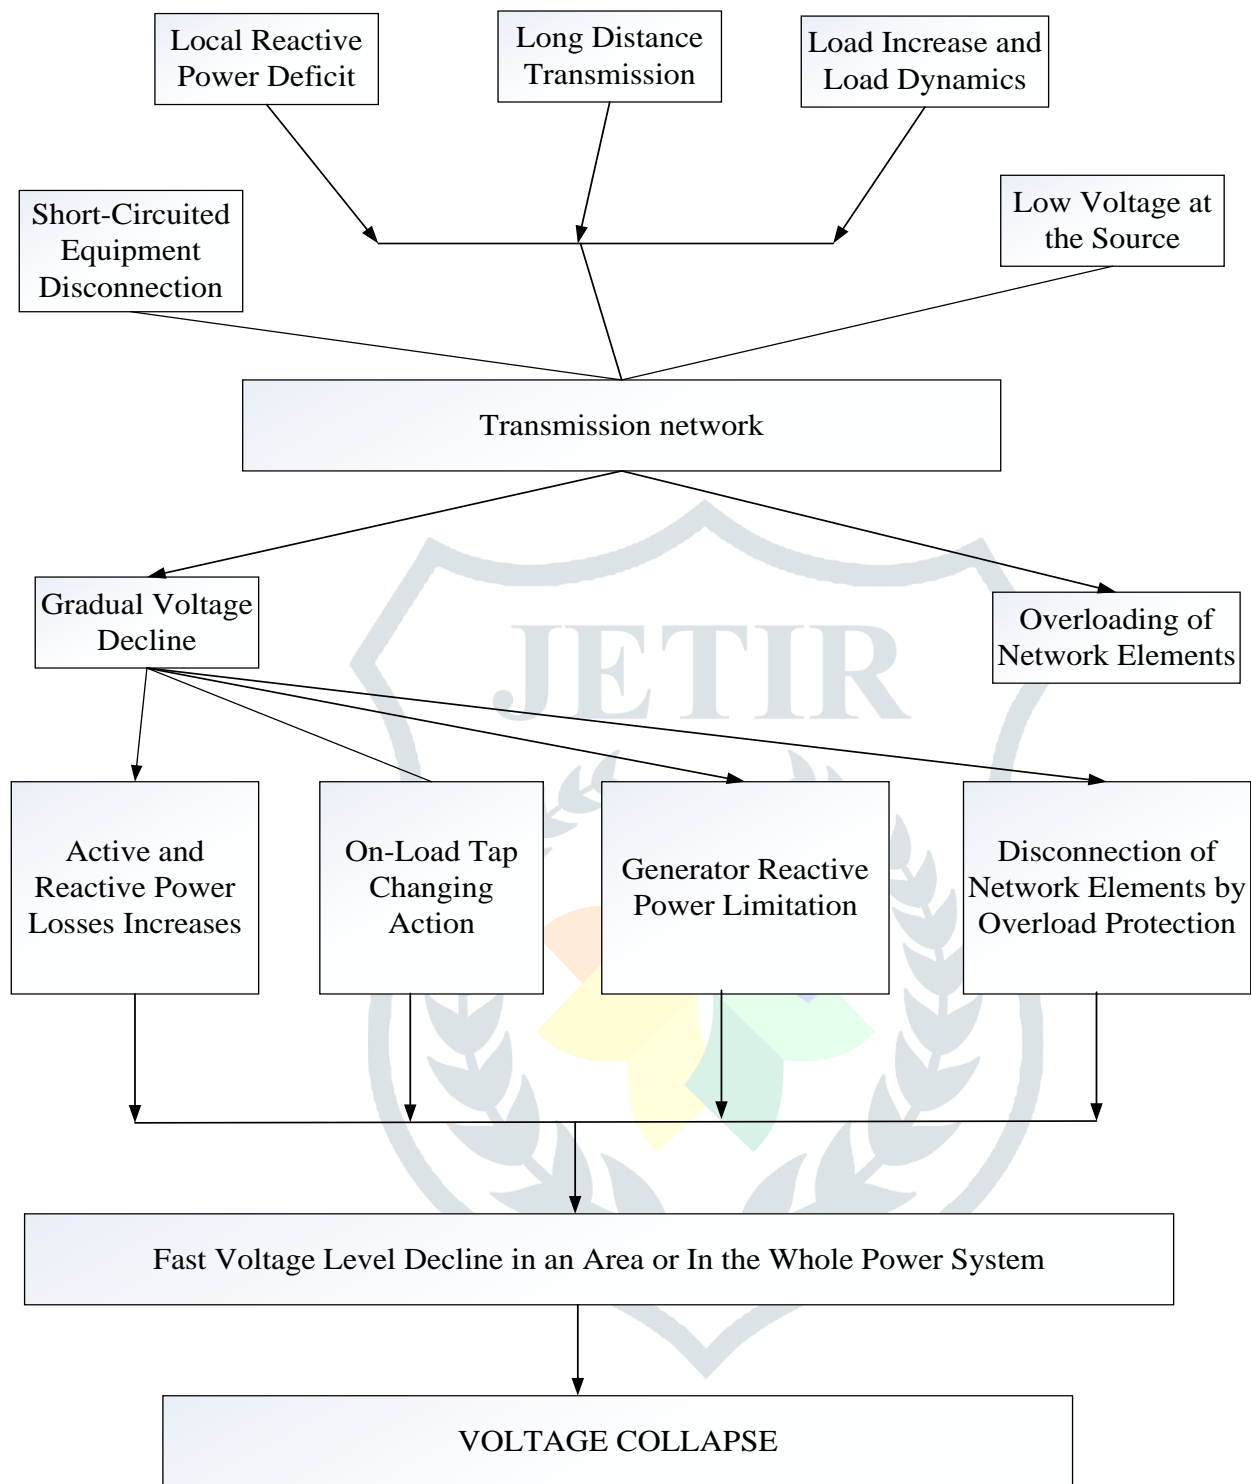 Local Reactive
Power Deficit
Long Distance
Transmission
Load Increase and
Load Dynamics
Short-Circuited
Equipment
Disconnection
Low Voltage at
the Source
Transmission network
Gradual Voltage
Decline
Overloading of
Network Elements
JETIR
Active and
Reactive Power
Losses Increases
On-Load Tap
Changing
Action
Generator Reactive
Power Limitation
Disconnection of
Network Elements by
Overload Protection
Fast Voltage Level Decline in an Area or In the Whole Power System
VOLTAGE COLLAPSE